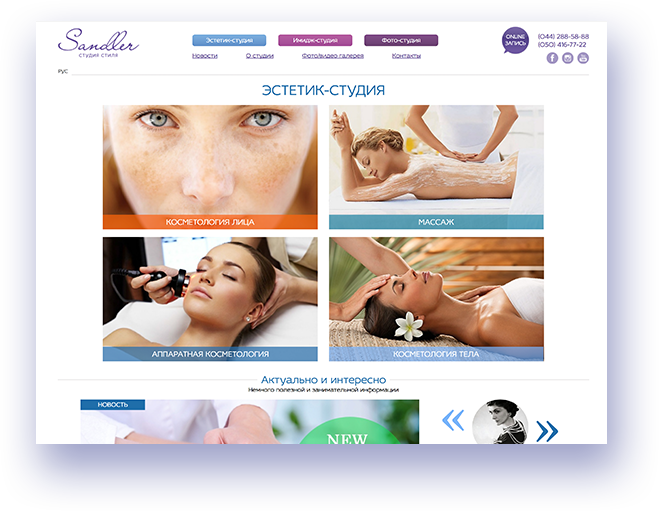 Sandler
СТУДИЯ СТИЛЯ
Эстетик-студия
Имидж-студия
Фото-студия
ONLINE
ЗАПИСЬ
(044) 288-58-88
(050) 416-77-22
Новости
О студии
Фото/видео галерея
Контакты
Рус
ЭСТЕТИК-СТУДИЯ
КОСМЕТОЛОГИЯ ЛИЦА
МАССАЖ
АППАРАТНАЯ КОСМЕТОЛОГИЯ
КОСМЕТОЛОГИЯ ТЕЛА
Актуально и интересно
Немного полезной и занимательной информации
НОВОСТЬ
NEW